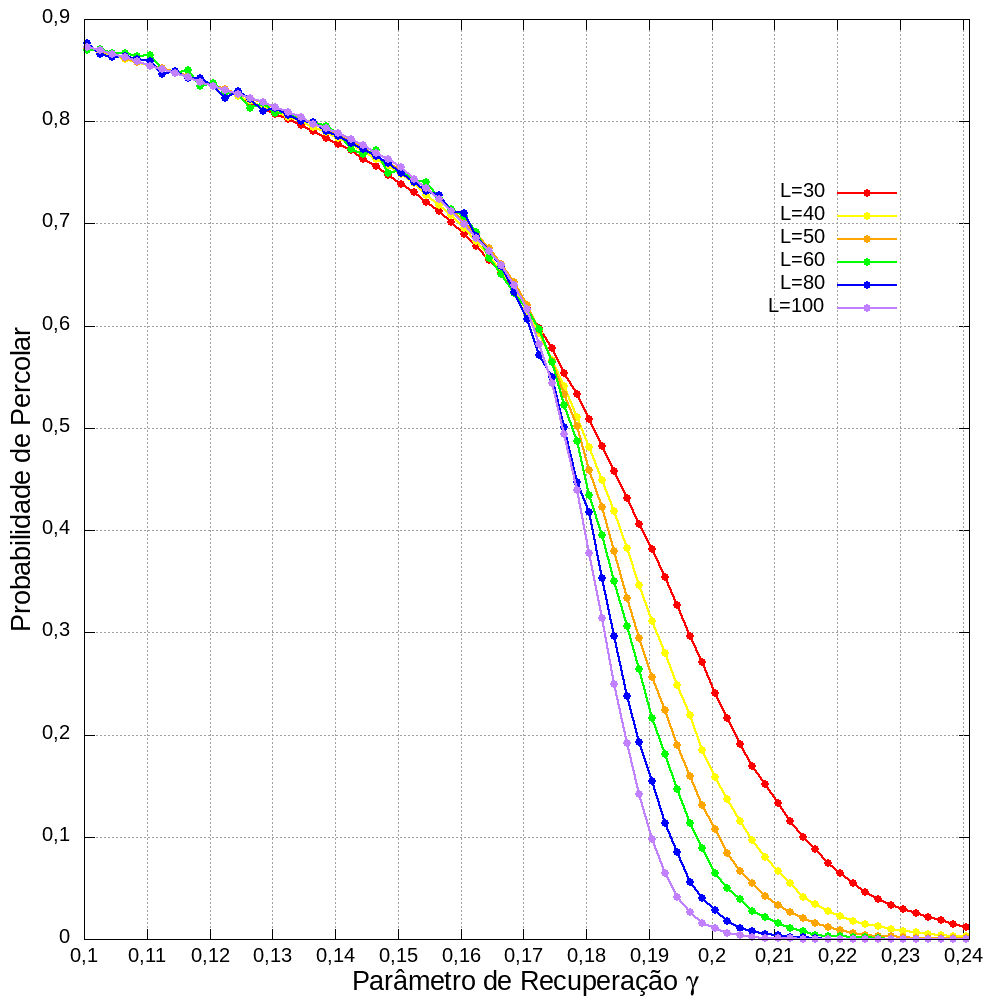 0,9
0,8
0,7
0,6
0,5
0,4
0,3
0,2
0,1
0
Probabilidade de Percolar
L=30
L=40
L=50
L=60
L=80
L=100
0,1 0,11 0,12 0,13 0,14 0,15 0,16 0,17 0,18 0,19 0,2 0,21 0,22 0,23 0,24
Parâmetro de Recuperação γ